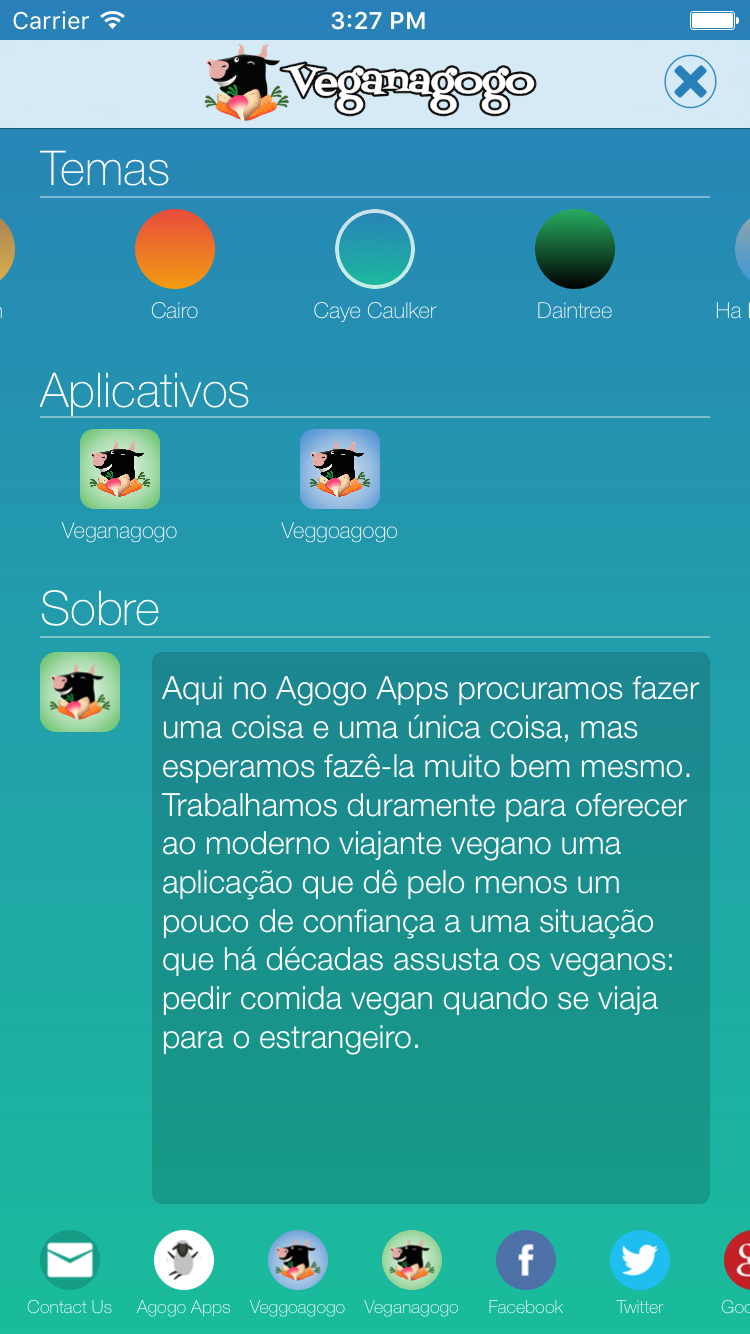 Carrier 3:27 PM
Veganagogo
Temas
Cairo Caye Caulker Daintree Ha
Aplicativos
Veganagogo Veggoagogo
Sobre
Aqui no Agogo Apps procuramos fazer
uma coisa e uma única coisa, mas
esperamos fazê-la muito bem mesmo.
Trabalhamos duramente para oferecer
ao moderno viajante vegano uma
aplicação que dê pelo menos um
pouco de confiança a uma situação
que há décadas assusta os veganos:
pedir comida vegan quando se viaja
para o estrangeiro.
Contact Us Agogo Apps Veggoagogo Veganagogo Facebook Twitter